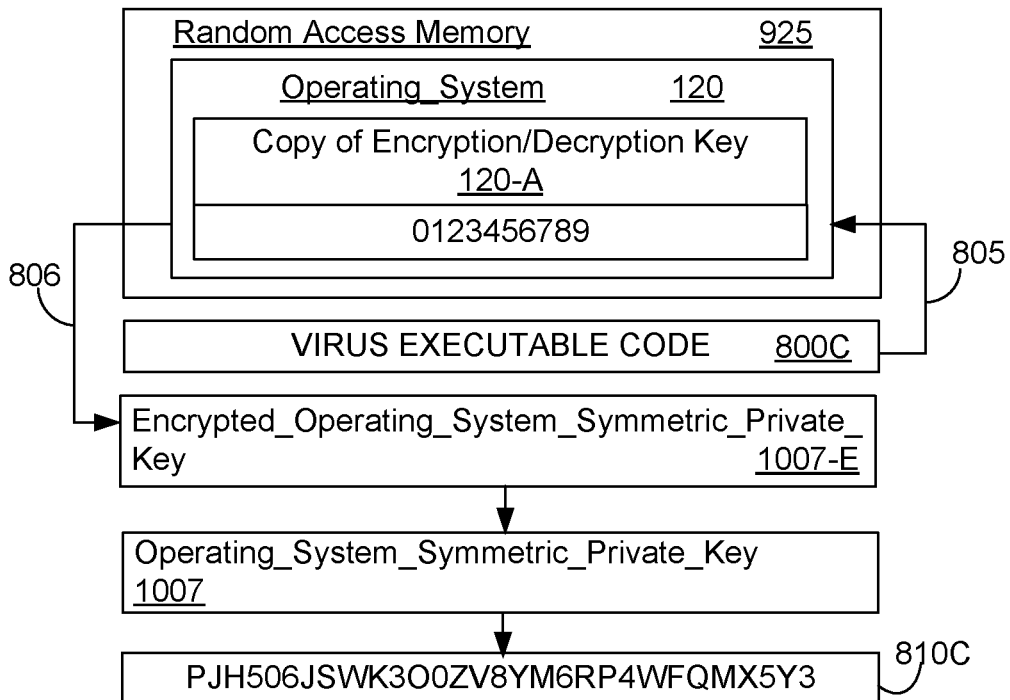 Random Access Memory 925
Operating_System 120
Copy of Encryption/Decryption Key
120-A
0123456789
806
805
VIRUS EXECUTABLE CODE 800C
Encrypted_Operating_System_Symmetric_Private_
Key 1007-E
Operating_System_Symmetric_Private_Key
1007
810C
PJH506JSWK3O0ZV8YM6RP4WFQMX5Y3